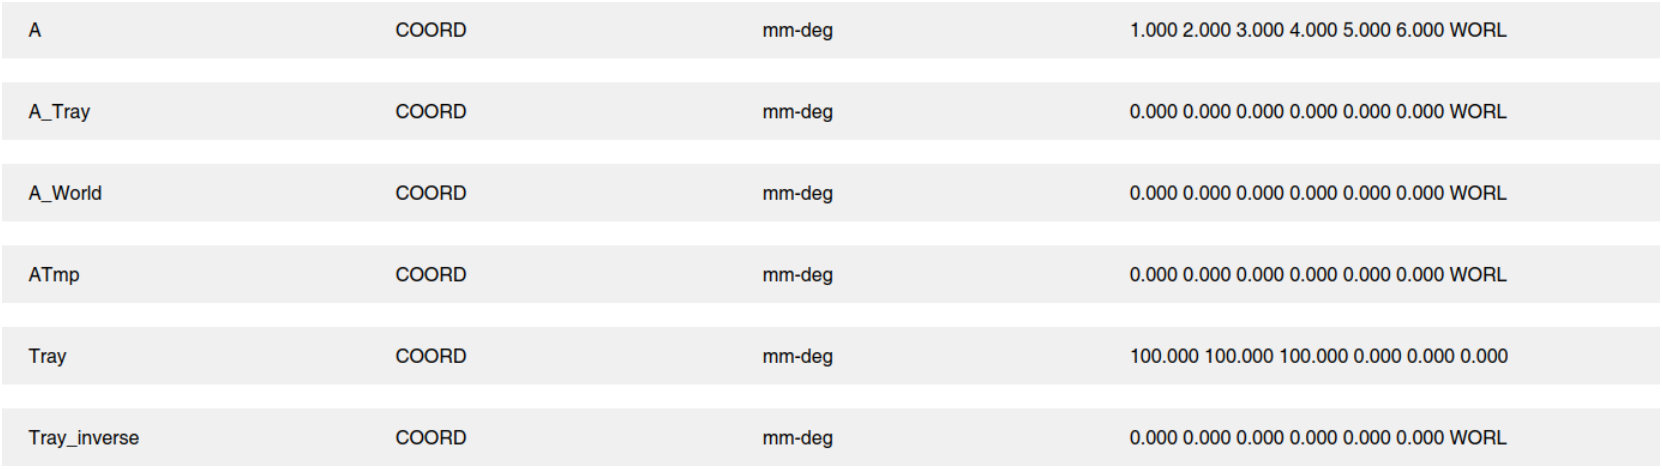 A COORD mm-deg 1.000 2.000 3.000 4.000 5.000 6.000 WORL
A_Tray COORD mm-deg 0.000 0.000 0.000 0.000 0.000 0.000 WORL
A_World COORD mm-deg 0.000 0.000 0.000 0.000 0.000 0.000 WORL
ATmp COORD mm-deg 0.000 0.000 0.000 0.000 0.000 0.000 WORL
Tray COORD mm-deg 100.000 100.000 100.000 0.000 0.000 0.000
Tray_inverse COORD mm-deg 0.000 0.000 0.000 0.000 0.000 0.000 WORL